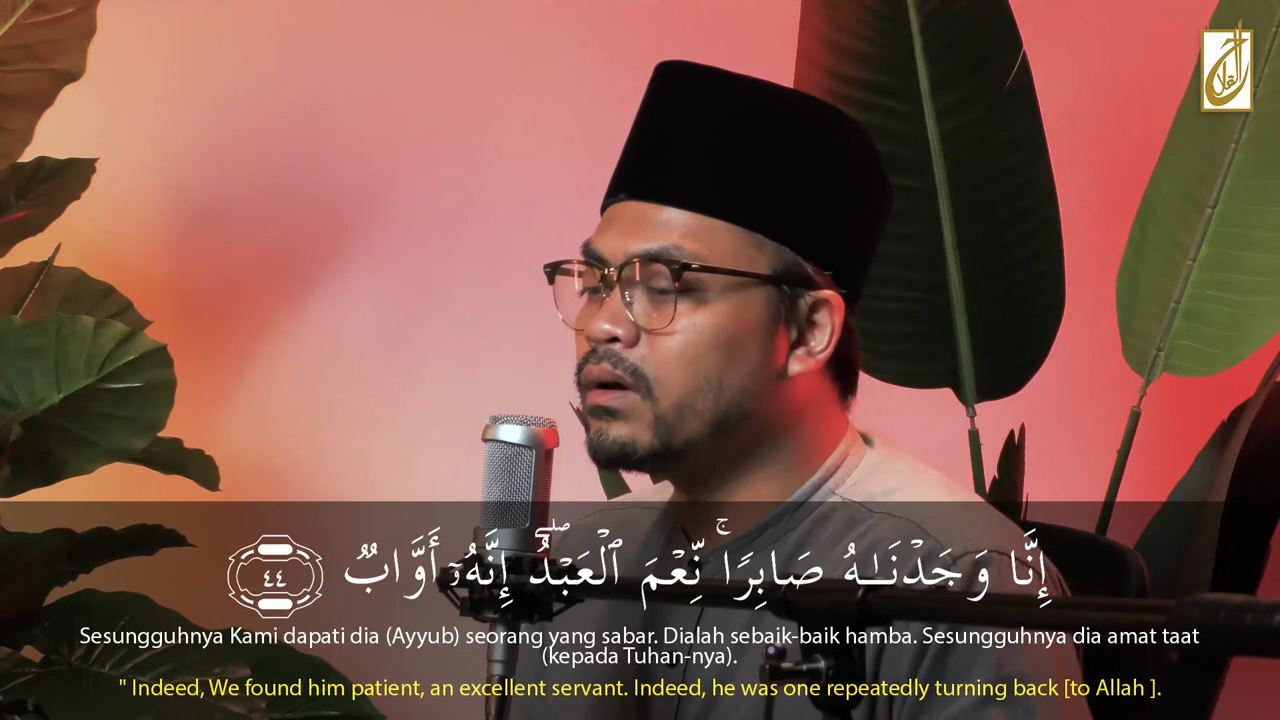 إِنَّا وَجَدْنَـٰهُ صَابِرًا ۚ نِّعْمَ ٱلْعَبْدُ ۖ إِنَّهُۥٓ أَوَّابٌ ٤٤
Sesungguhnya Kami dapati dia (Ayyub) seorang yang sabar. Dialah sebaik-baik hamba. Sesungguhnya dia amat taat
(kepada Tuhan-nya).
" Indeed, We found him patient, an excellent servant. Indeed, he was one repeatedly turning back [to Allah ].